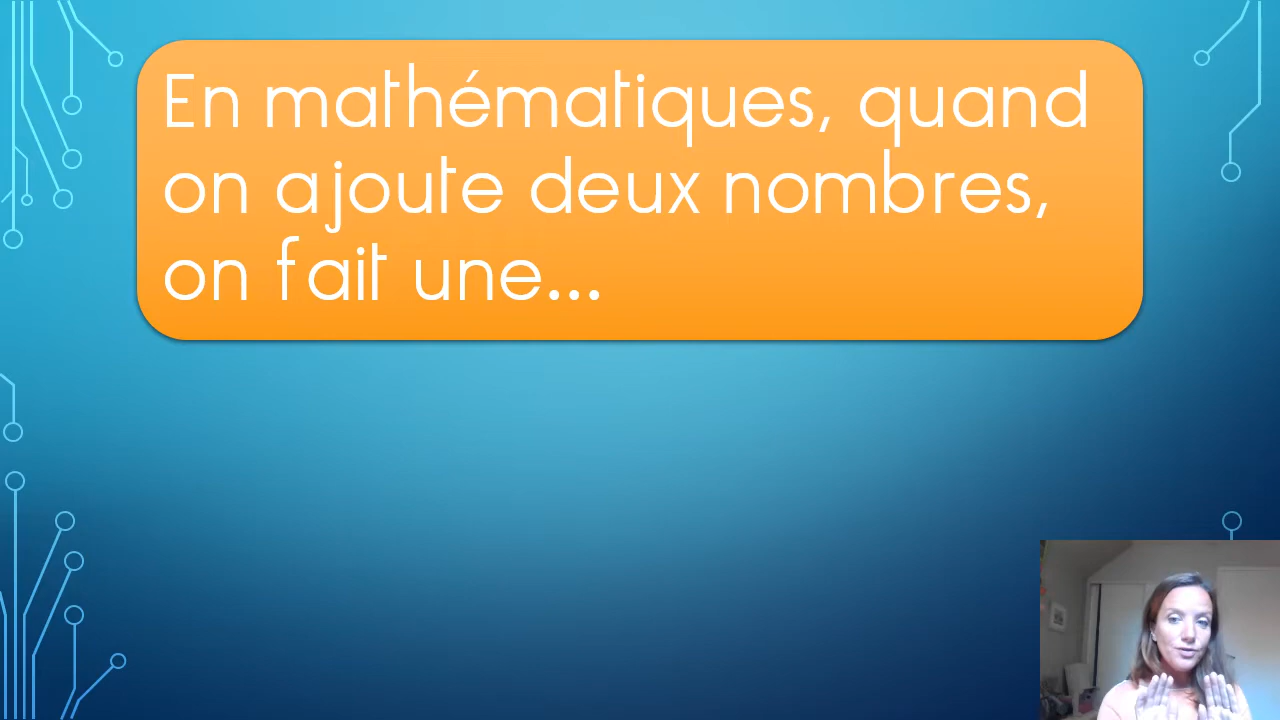 En mathématiques, quand
on ajoute deux nombres,
on fait une...